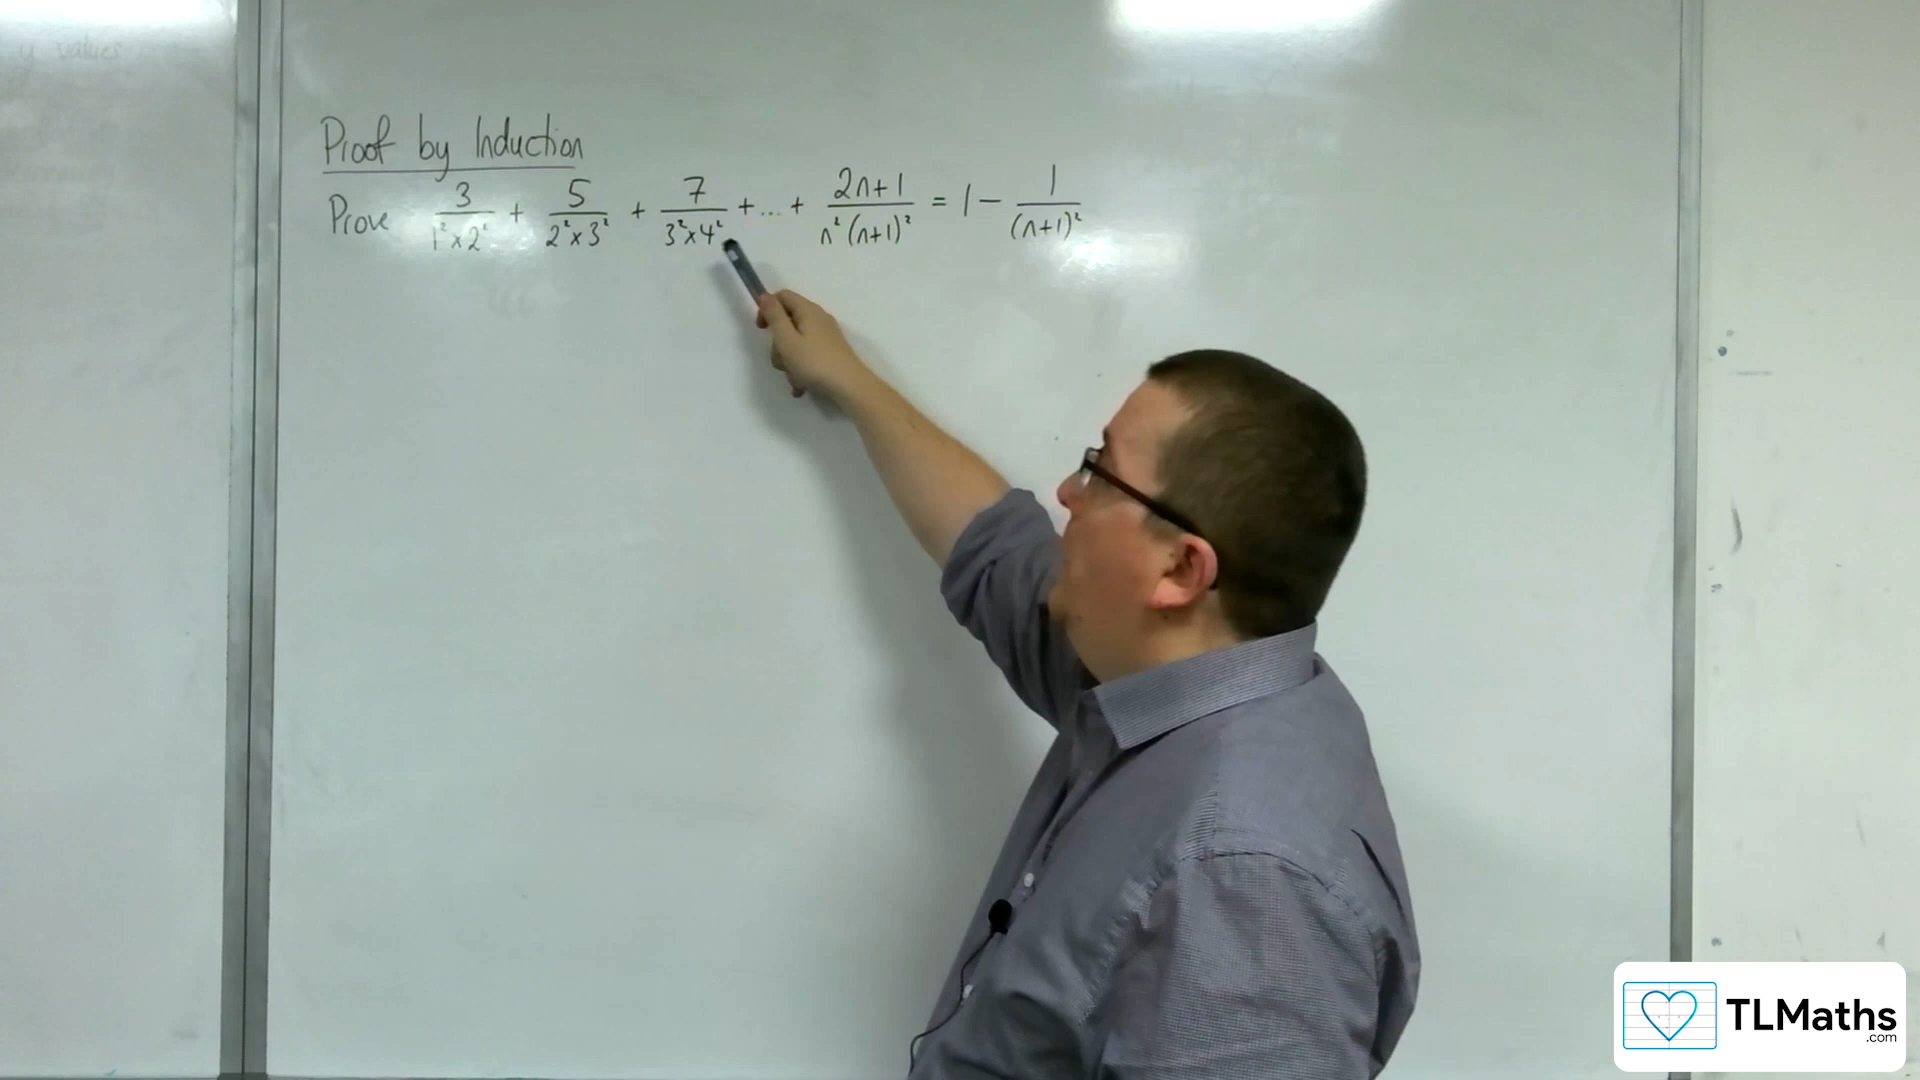 y values
Proof by Induction
Prove 3/(1²×2²) + 5/(2²×3²) + 7/(3²×4²) + ... + (2n+1)/(n²(n+1)²) = 1 − 1/(n+1)²
TLMaths
.com